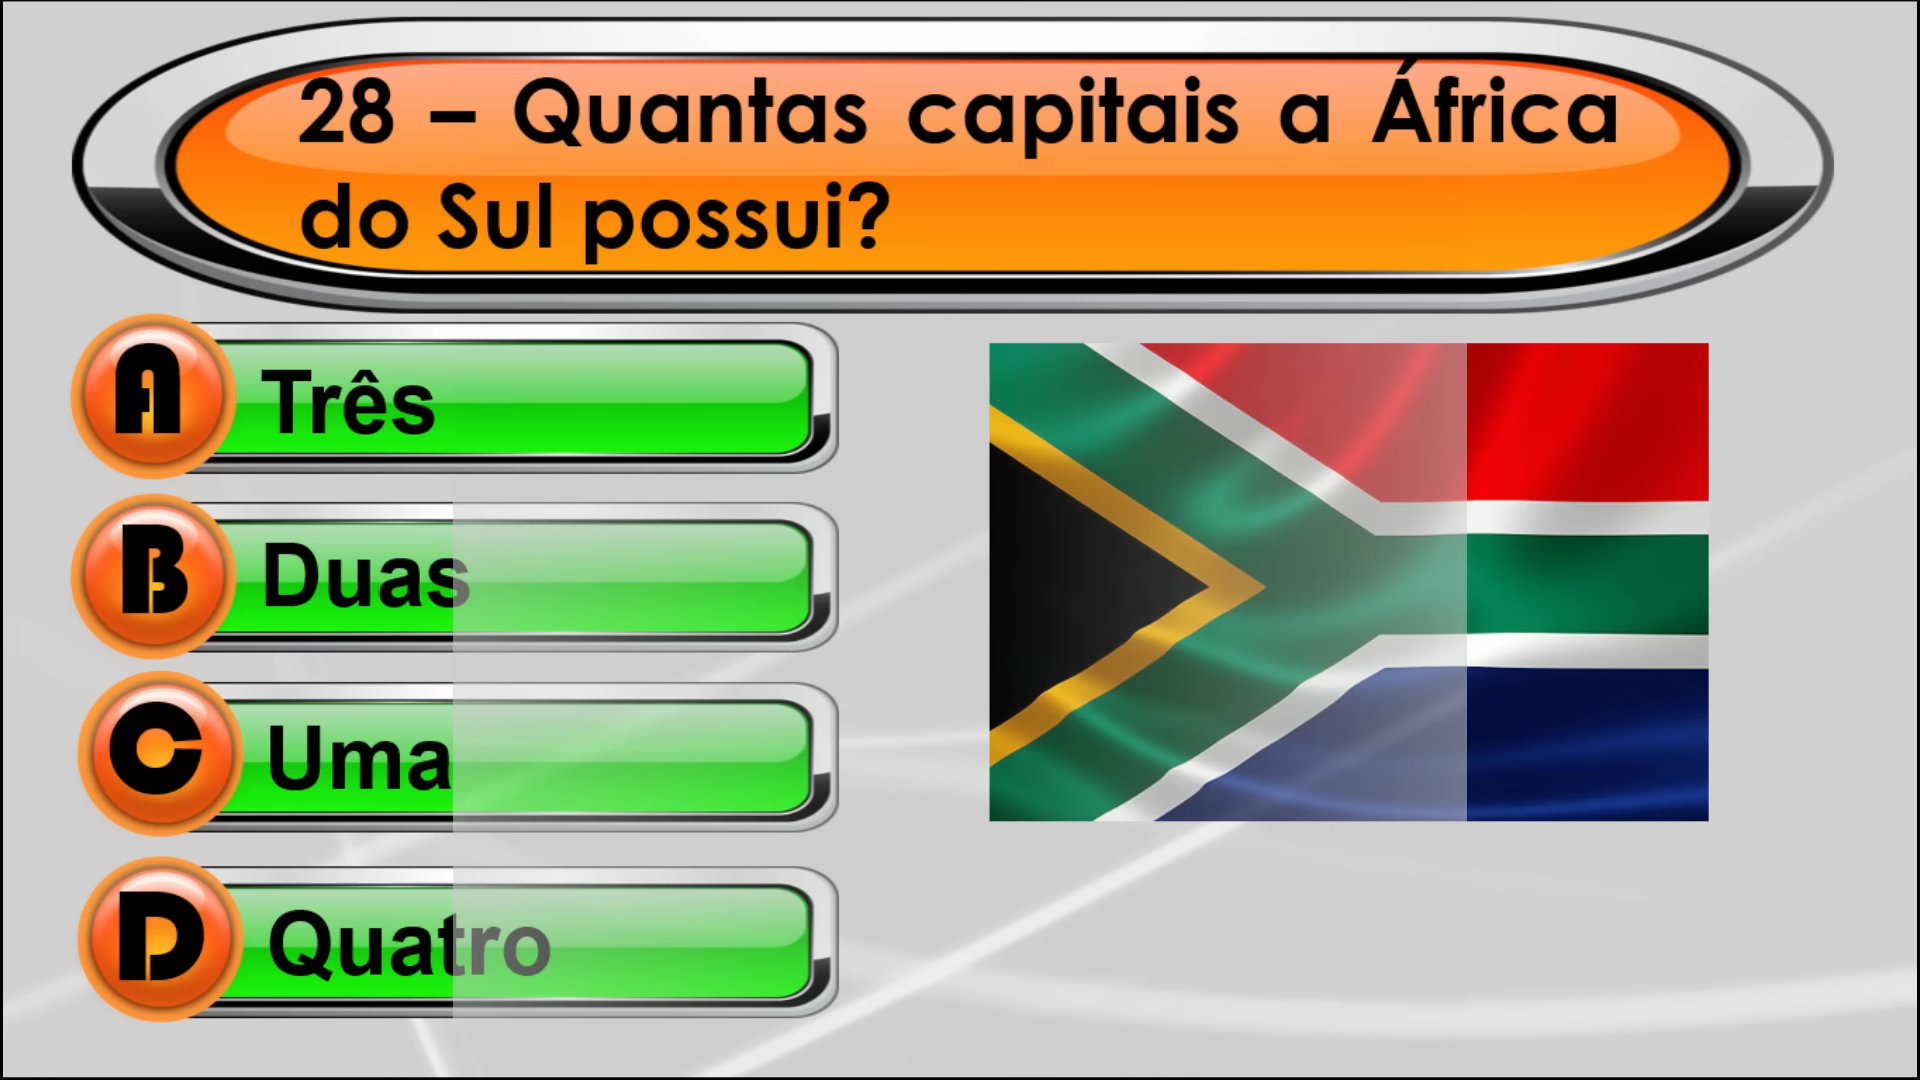 28 – Quantas capitais a África
do Sul possui?
A Três
B Duas
C Uma
D Quatro